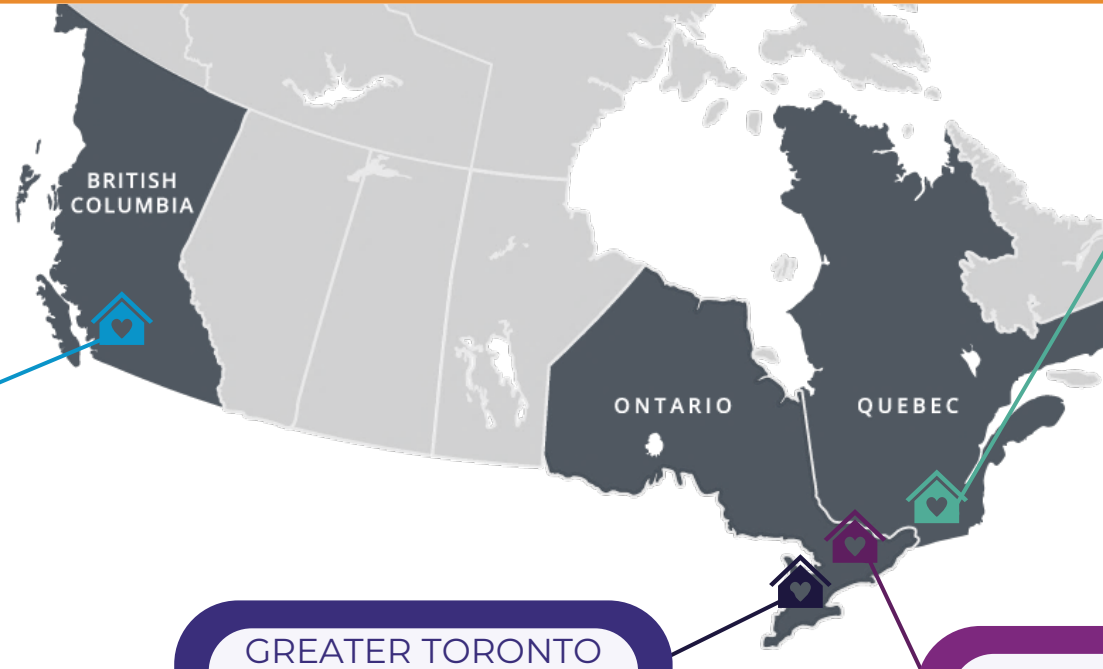 BRITISH
COLUMBIA
ONTARIO
QUEBEC
GREATER TORONTO